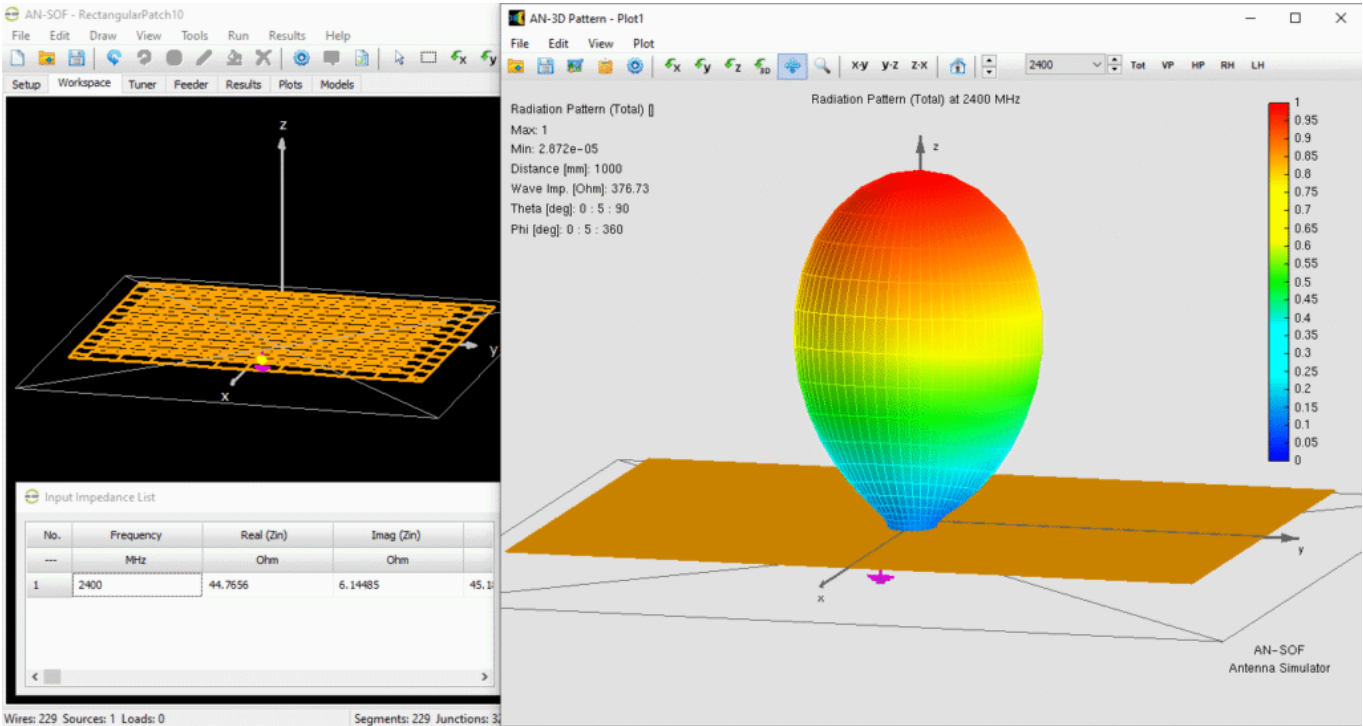 AN-SOF - RectangularPatch10
File Edit Draw View Tools Run Results Help
Setup Workspace Tuner Feeder Results Plots Models
z
y
x
Input Impedance List
No. Frequency Real (Zin) Imag (Zin)
--- MHz Ohm Ohm
1 2400 44.7656 6.14485 45.18
Wires: 229 Sources: 1 Loads: 0 Segments: 229 Junctions: 32
AN-3D Pattern - Plot1
File Edit View Plot
x y z 3D X-Y Y-Z Z-X 2400 Tot VP HP RH LH
Radiation Pattern (Total) at 2400 MHz
Radiation Pattern (Total) []
Max: 1
Min: 2.872e-05
Distance [mm]: 1000
Wave Imp. [Ohm]: 376.73
Theta [deg]: 0 : 5 : 90
Phi [deg]: 0 : 5 : 360
z
y
x
1
0.95
0.9
0.85
0.8
0.75
0.7
0.65
0.6
0.55
0.5
0.45
0.4
0.35
0.3
0.25
0.2
0.15
0.1
0.05
0
AN-SOF
Antenna Simulator